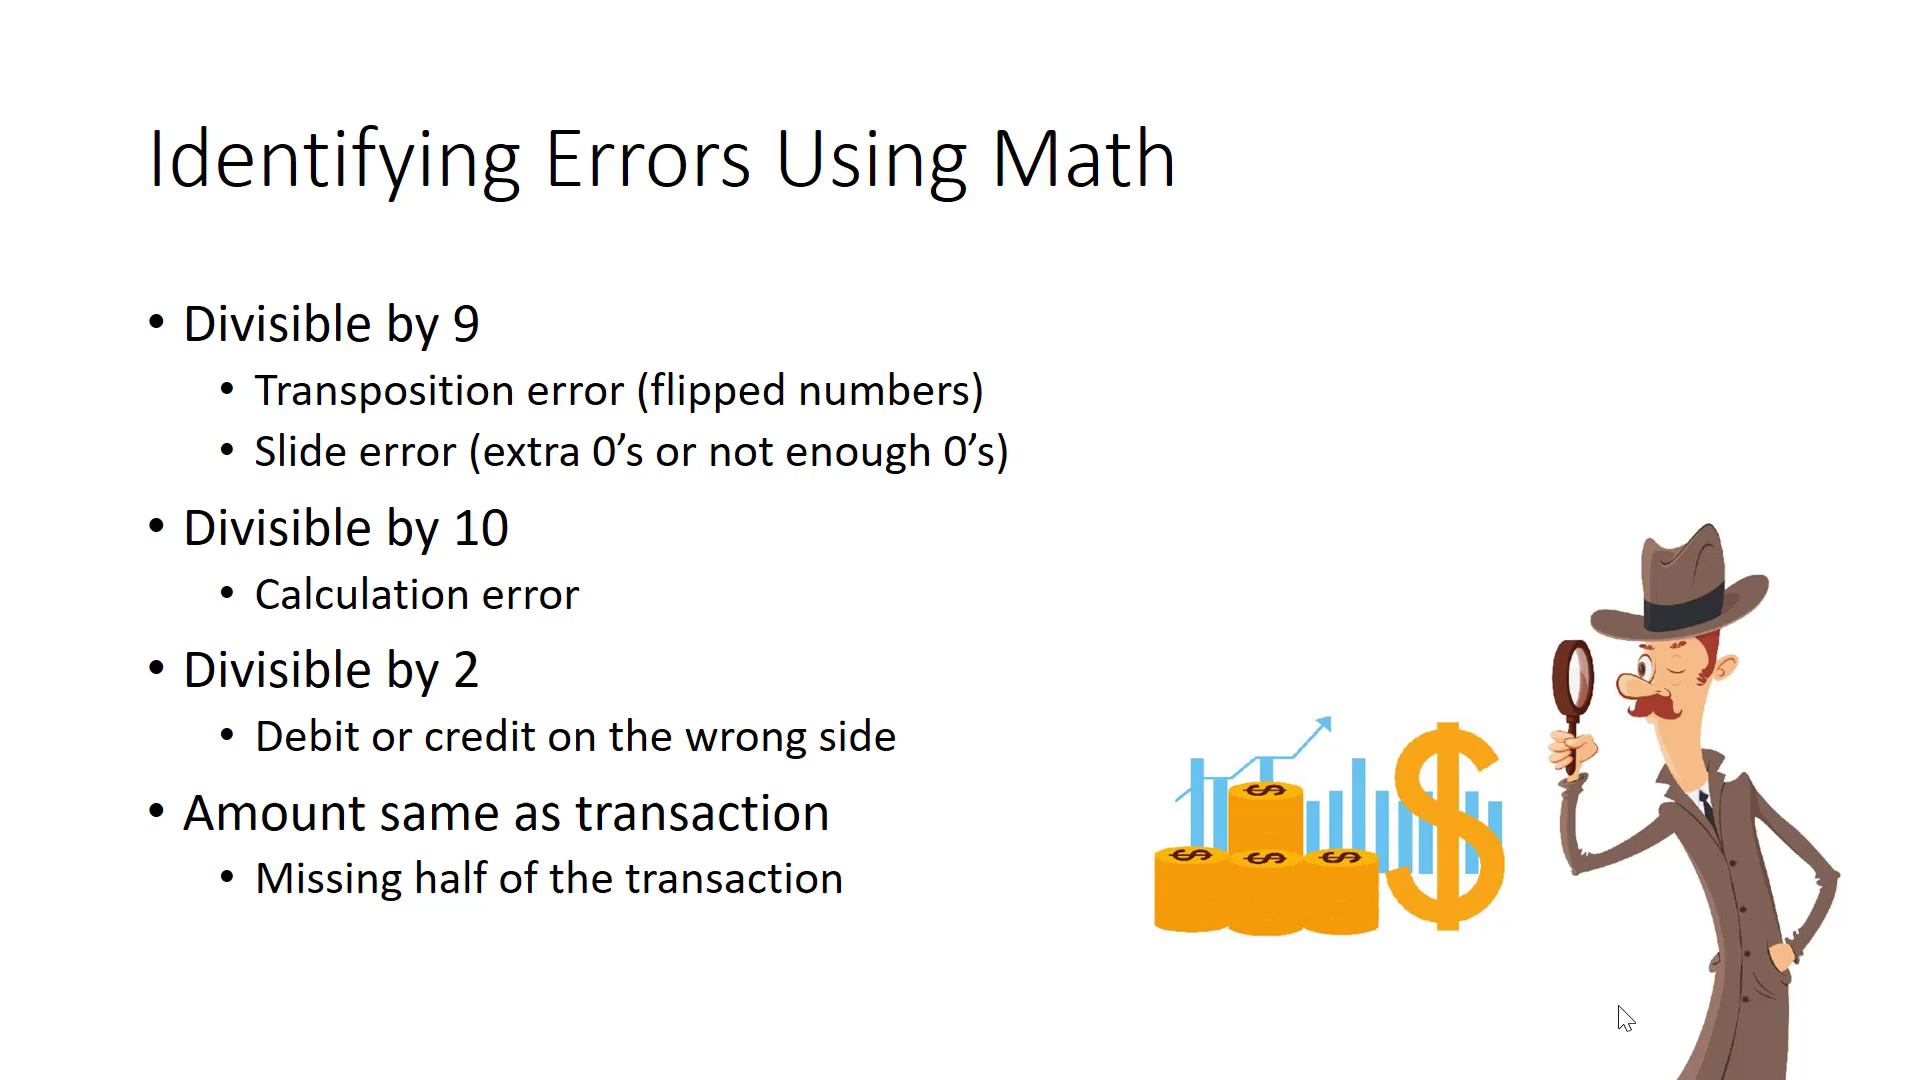 Identifying Errors Using Math
• Divisible by 9
• Transposition error (flipped numbers)
• Slide error (extra 0’s or not enough 0’s)
• Divisible by 10
• Calculation error
• Divisible by 2
• Debit or credit on the wrong side
• Amount same as transaction
• Missing half of the transaction
$
$ $ $
$